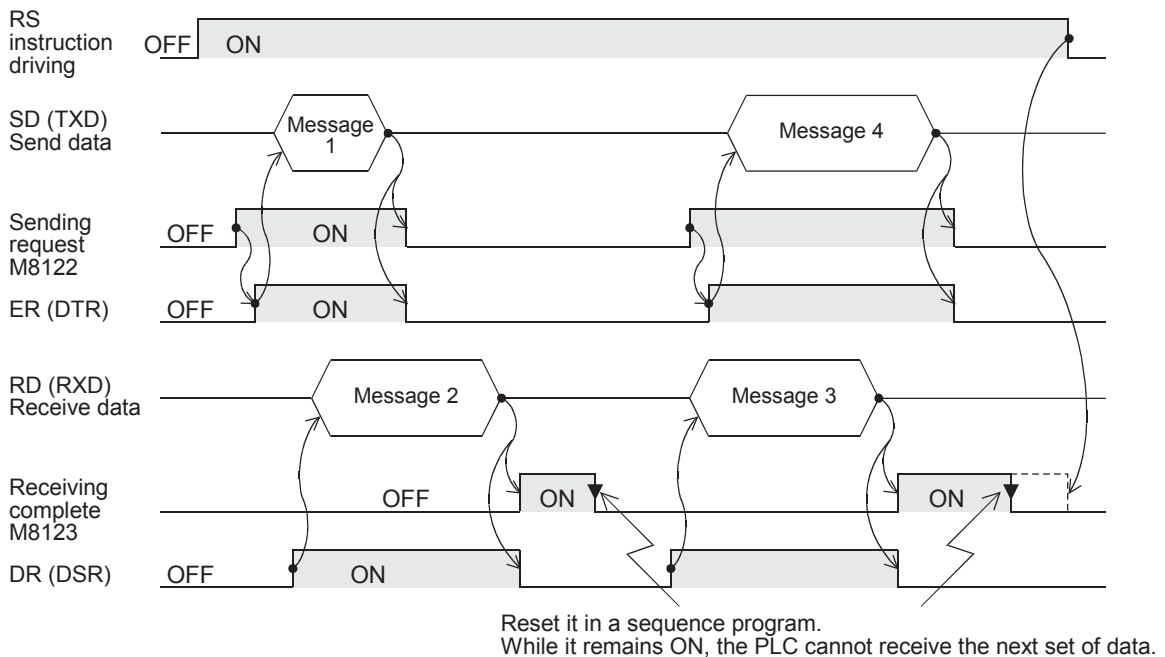 RS
instruction
driving
OFF
ON
SD (TXD)
Send data
Message
1
Message 4
Sending
request
M8122
OFF
ON
ER (DTR)
OFF
ON
RD (RXD)
Receive data
Message 2
Message 3
Receiving
complete
M8123
OFF
ON
ON
DR (DSR)
OFF
ON
Reset it in a sequence program.
While it remains ON, the PLC cannot receive the next set of data.